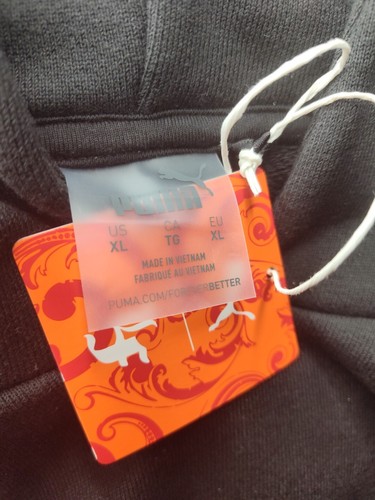 PUMA
US CA EU
XL TG XL
MADE IN VIETNAM
FABRIQUÉ AU VIETNAM
PUMA.COM/FOREVERBETTER